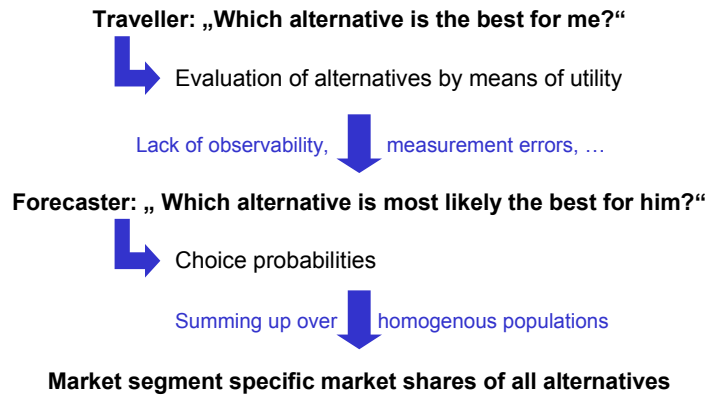 Traveller: „Which alternative is the best for me?“
Evaluation of alternatives by means of utility
Lack of observability, measurement errors, …
Forecaster: „ Which alternative is most likely the best for him?“
Choice probabilities
Summing up over homogenous populations
Market segment specific market shares of all alternatives